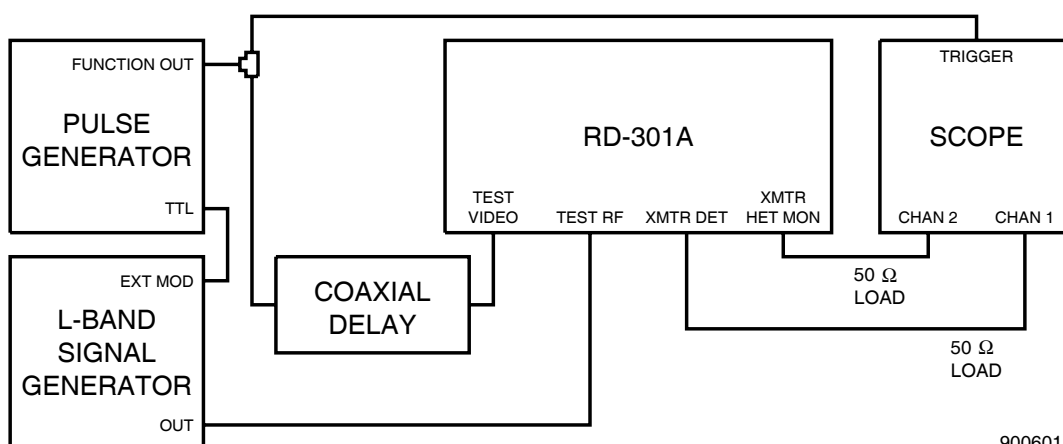 FUNCTION OUT
PULSE
GENERATOR
TTL
EXT MOD
L-BAND
SIGNAL
GENERATOR
OUT
COAXIAL
DELAY
RD-301A
TEST
VIDEO
TEST RF
XMTR DET
XMTR
HET MON
TRIGGER
SCOPE
CHAN 2
CHAN 1
50 Ω
LOAD
50 Ω
LOAD
900601